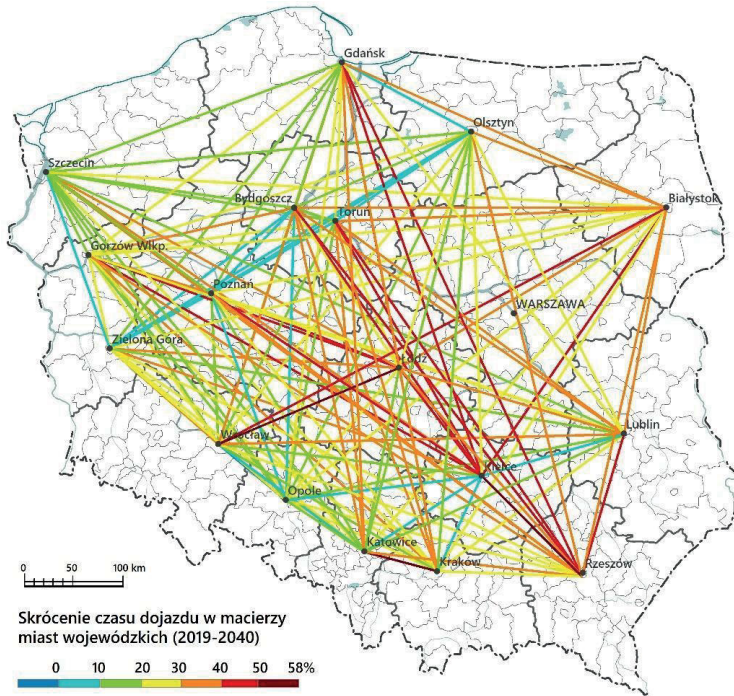 Gdańsk
Olsztyn
Szczecin
Bydgoszcz
Toruń
Białystok
Gorzów Wlkp.
Poznań
WARSZAWA
Zielona Góra
Łódź
Lublin
Wrocław
Kielce
Opole
Katowice
Kraków
Rzeszów
0 50 100 km
Skrócenie czasu dojazdu w macierzy
miast wojewódzkich (2019-2040)
0 10 20 30 40 50 58%